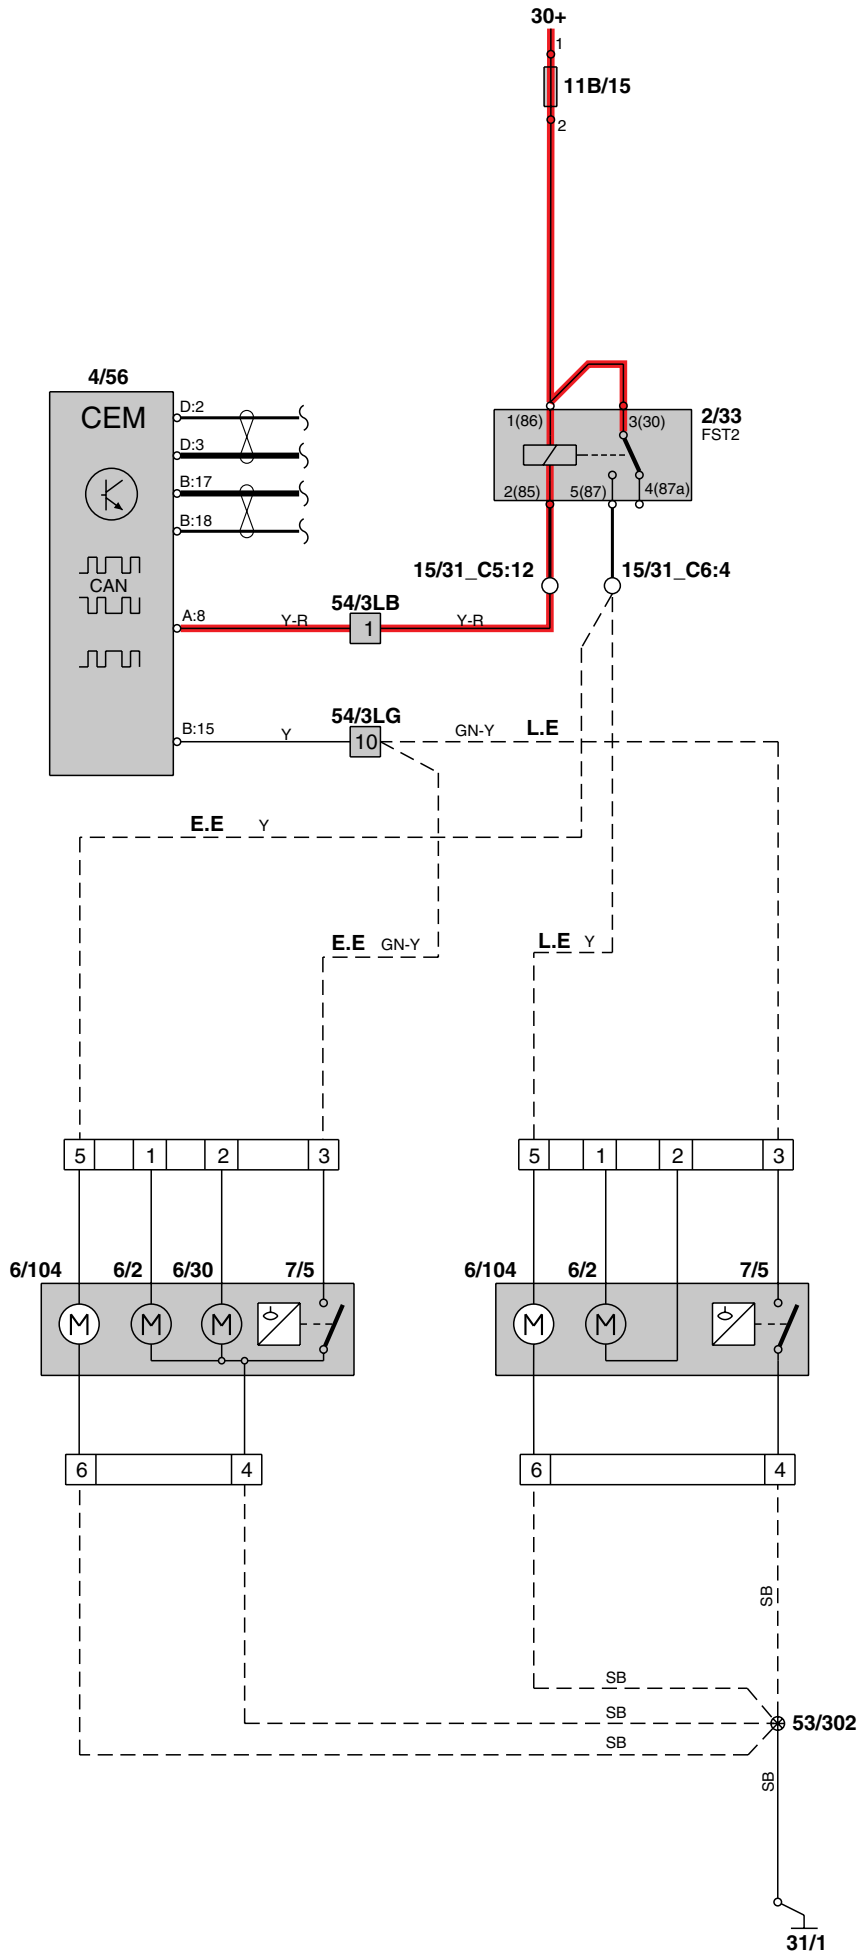 30+
1
11B/15
2
4/56
CEM
D:2
D:3
B:17
B:18
CAN
A:8
B:15
1(86)
3(30)
2/33
FST2
2(85)
5(87)
4(87a)
15/31_C5:12
15/31_C6:4
54/3LB
Y-R
1
Y-R
54/3LG
Y
10
GN-Y
L.E
E.E
Y
E.E
GN-Y
L.E
Y
5
1
2
3
5
1
2
3
6/104
6/2
6/30
7/5
6/104
6/2
7/5
M
M
M
M
M
6
4
6
4
SB
SB
SB
53/302
SB
SB
31/1